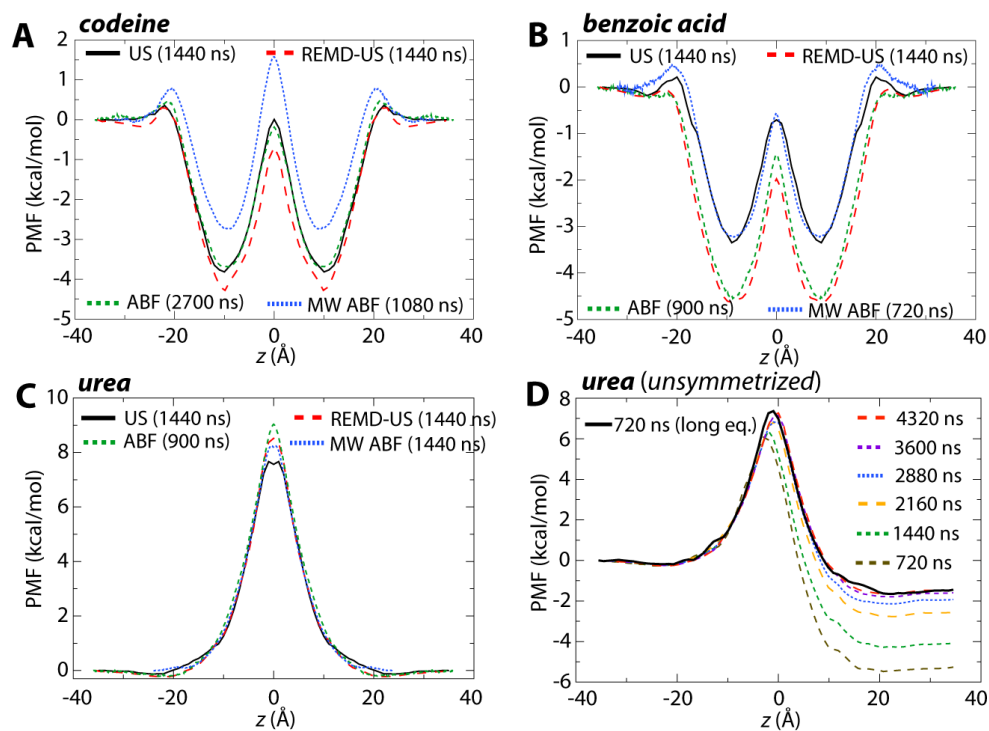 A
codeine
US (1440 ns)
REMD-US (1440 ns)
ABF (2700 ns)
MW ABF (1080 ns)
PMF (kcal/mol)
2
1
0
-1
-2
-3
-4
-5
-40
-20
0
20
40
z (Å)
B
benzoic acid
US (1440 ns)
REMD-US (1440 ns)
ABF (900 ns)
MW ABF (720 ns)
PMF (kcal/mol)
1
0
-1
-2
-3
-4
-5
-40
-20
0
20
40
z (Å)
C
urea
US (1440 ns)
REMD-US (1440 ns)
ABF (900 ns)
MW ABF (1440 ns)
PMF (kcal/mol)
10
8
6
4
2
0
-40
-20
0
20
40
z (Å)
D
urea (unsymmetrized)
720 ns (long eq.)
4320 ns
3600 ns
2880 ns
2160 ns
1440 ns
720 ns
PMF (kcal/mol)
8
6
4
2
0
-2
-4
-6
-40
-20
0
20
40
z (Å)